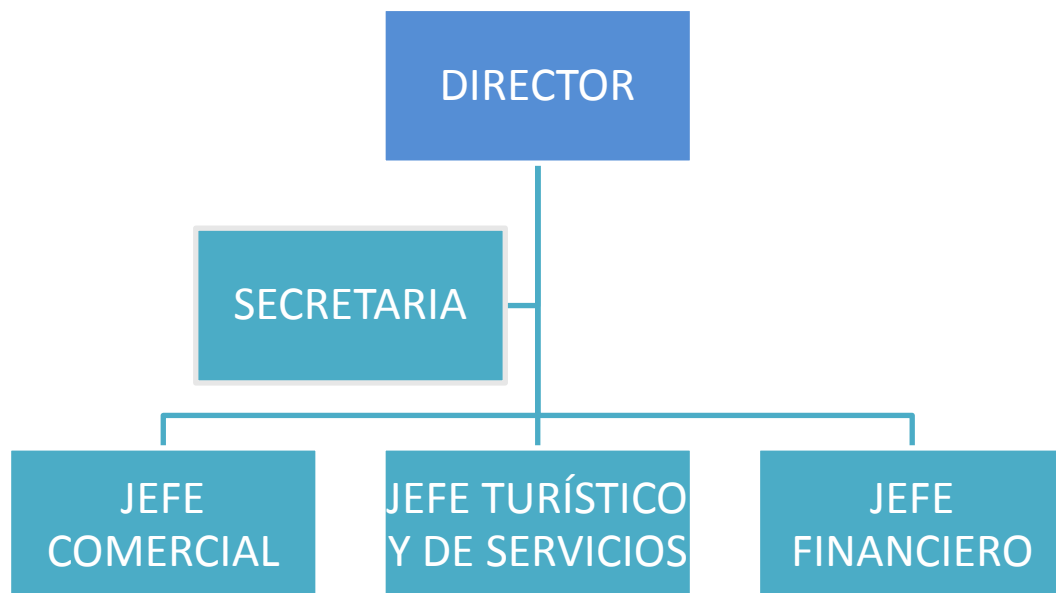 DIRECTOR
SECRETARIA
JEFE
COMERCIAL
JEFE TURÍSTICO
Y DE SERVICIOS
JEFE
FINANCIERO